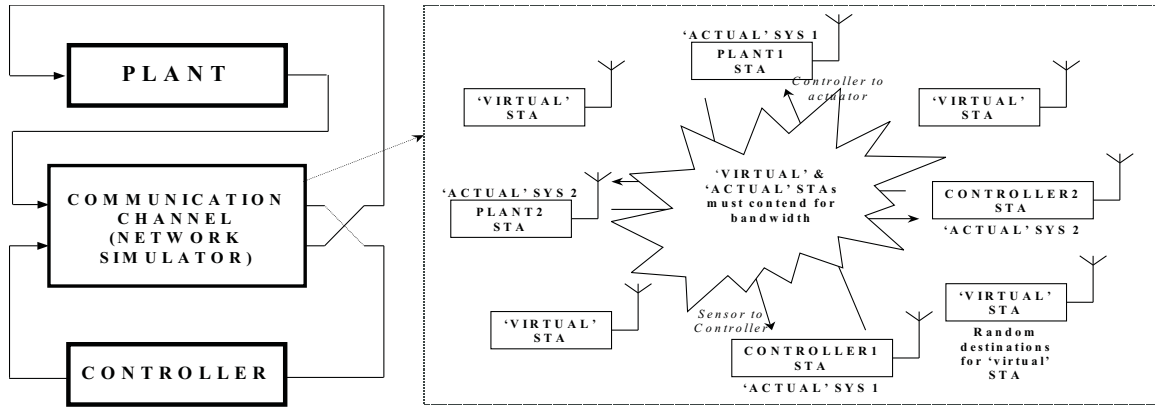 PLANT
COMMUNICATION
CHANNEL
(NETWORK
SIMULATOR)
CONTROLLER
'ACTUAL' SYS 1
PLANT1
STA
Controller to
actuator
'VIRTUAL'
STA
'VIRTUAL'
STA
'VIRTUAL' &
'ACTUAL' STAs
must contend for
bandwidth
'ACTUAL' SYS 2
PLANT2
STA
CONTROLLER2
STA
'ACTUAL' SYS 2
'VIRTUAL'
STA
Sensor to
Controller
CONTROLLER1
STA
'ACTUAL' SYS 1
'VIRTUAL'
STA
Random
destinations
for 'virtual'
STA